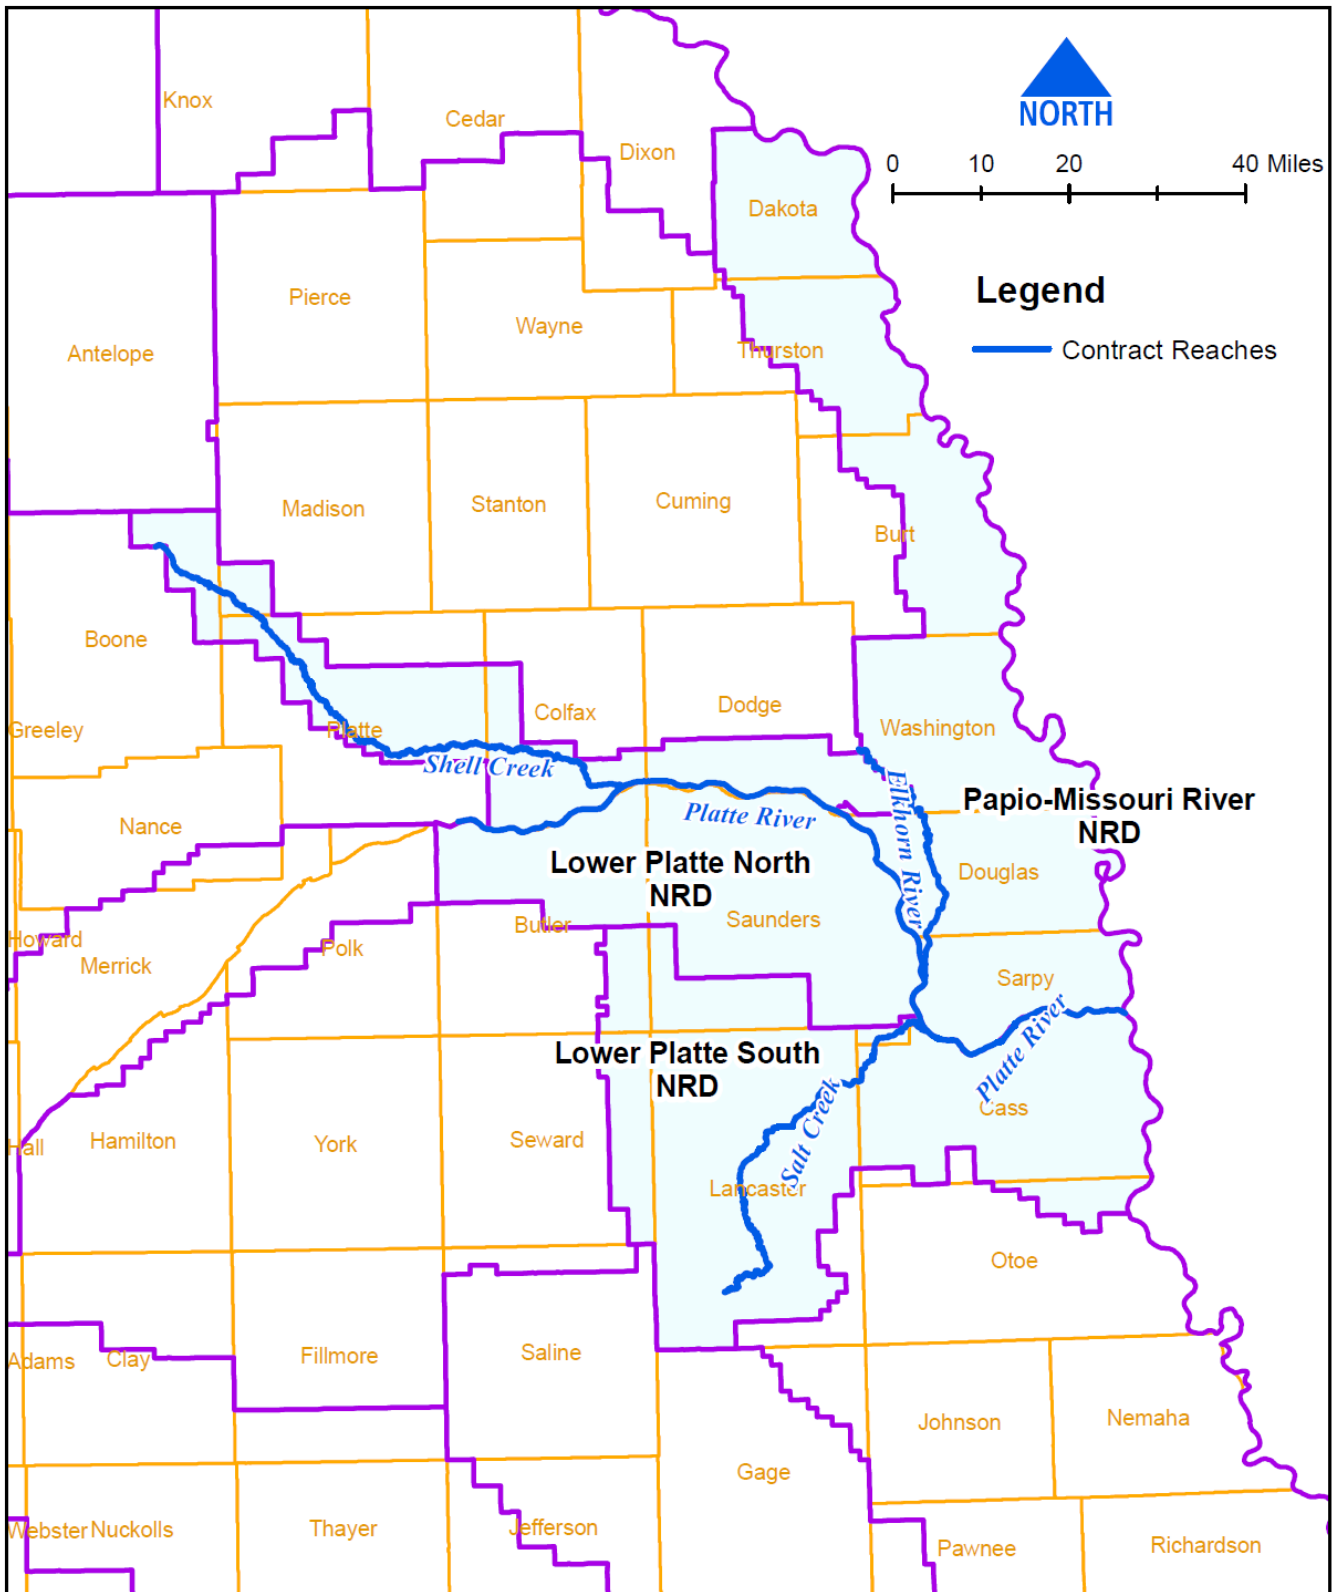 Knox
Cedar
Dixon
NORTH
0 10 20 40 Miles
Dakota
Legend
Contract Reaches
Pierce
Wayne
Antelope
Thurston
Madison
Stanton
Cuming
Burt
Boone
Greeley
Platte
Colfax
Dodge
Washington
Shell Creek
Platte River
Elkhorn River
Papio-Missouri River
NRD
Nance
Lower Platte North
NRD
Douglas
Saunders
Butler
Howard
Merrick
Polk
Sarpy
Platte River
Lower Platte South
NRD
Cass
Salt Creek
Hall
Hamilton
York
Seward
Lancaster
Otoe
Adams
Clay
Fillmore
Saline
Johnson
Nemaha
Gage
Webster
Nuckolls
Thayer
Jefferson
Pawnee
Richardson